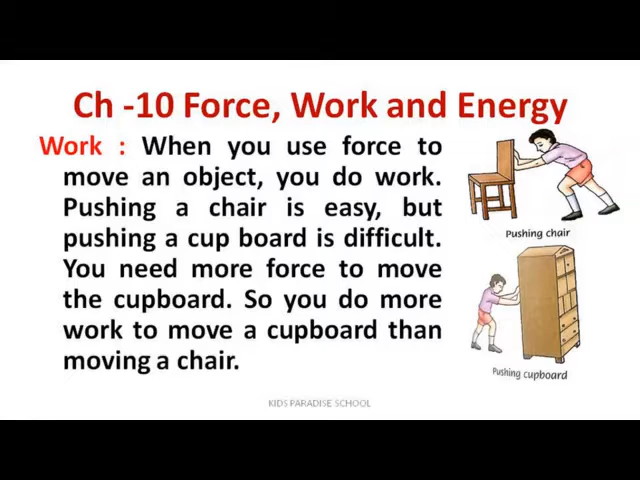 Ch -10 Force, Work and Energy
Work : When you use force to
move an object, you do work.
Pushing a chair is easy, but
pushing a cup board is difficult.
You need more force to move
the cupboard. So you do more
work to move a cupboard than
moving a chair.
Pushing chair
Pushing cupboard
KIDS PARADISE SCHOOL